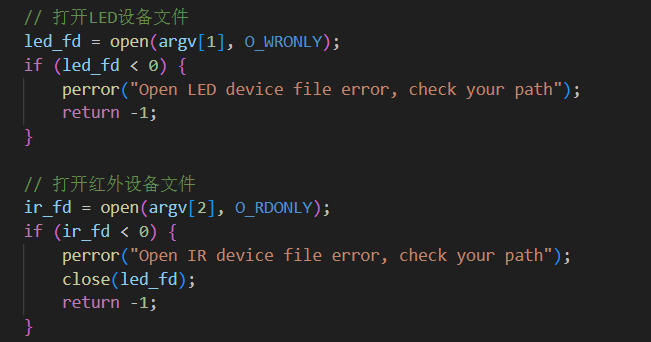 // 打开LED设备文件
led_fd = open(argv[1], O_WRONLY);
if (led_fd < 0) {
    perror("Open LED device file error, check your path");
    return -1;
}

// 打开红外设备文件
ir_fd = open(argv[2], O_RDONLY);
if (ir_fd < 0) {
    perror("Open IR device file error, check your path");
    close(led_fd);
    return -1;
}